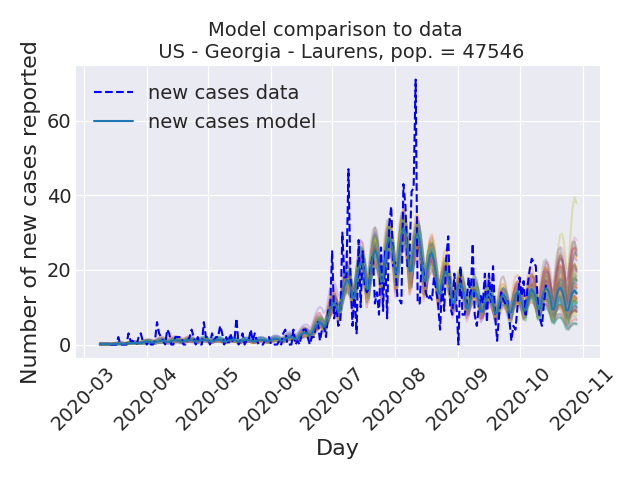 Model comparison to data
US - Georgia - Laurens, pop. = 47546
Number of new cases reported
new cases data
new cases model
60
40
20
0
2020-03
2020-04
2020-05
2020-06
2020-07
2020-08
2020-09
2020-10
2020-11
Day